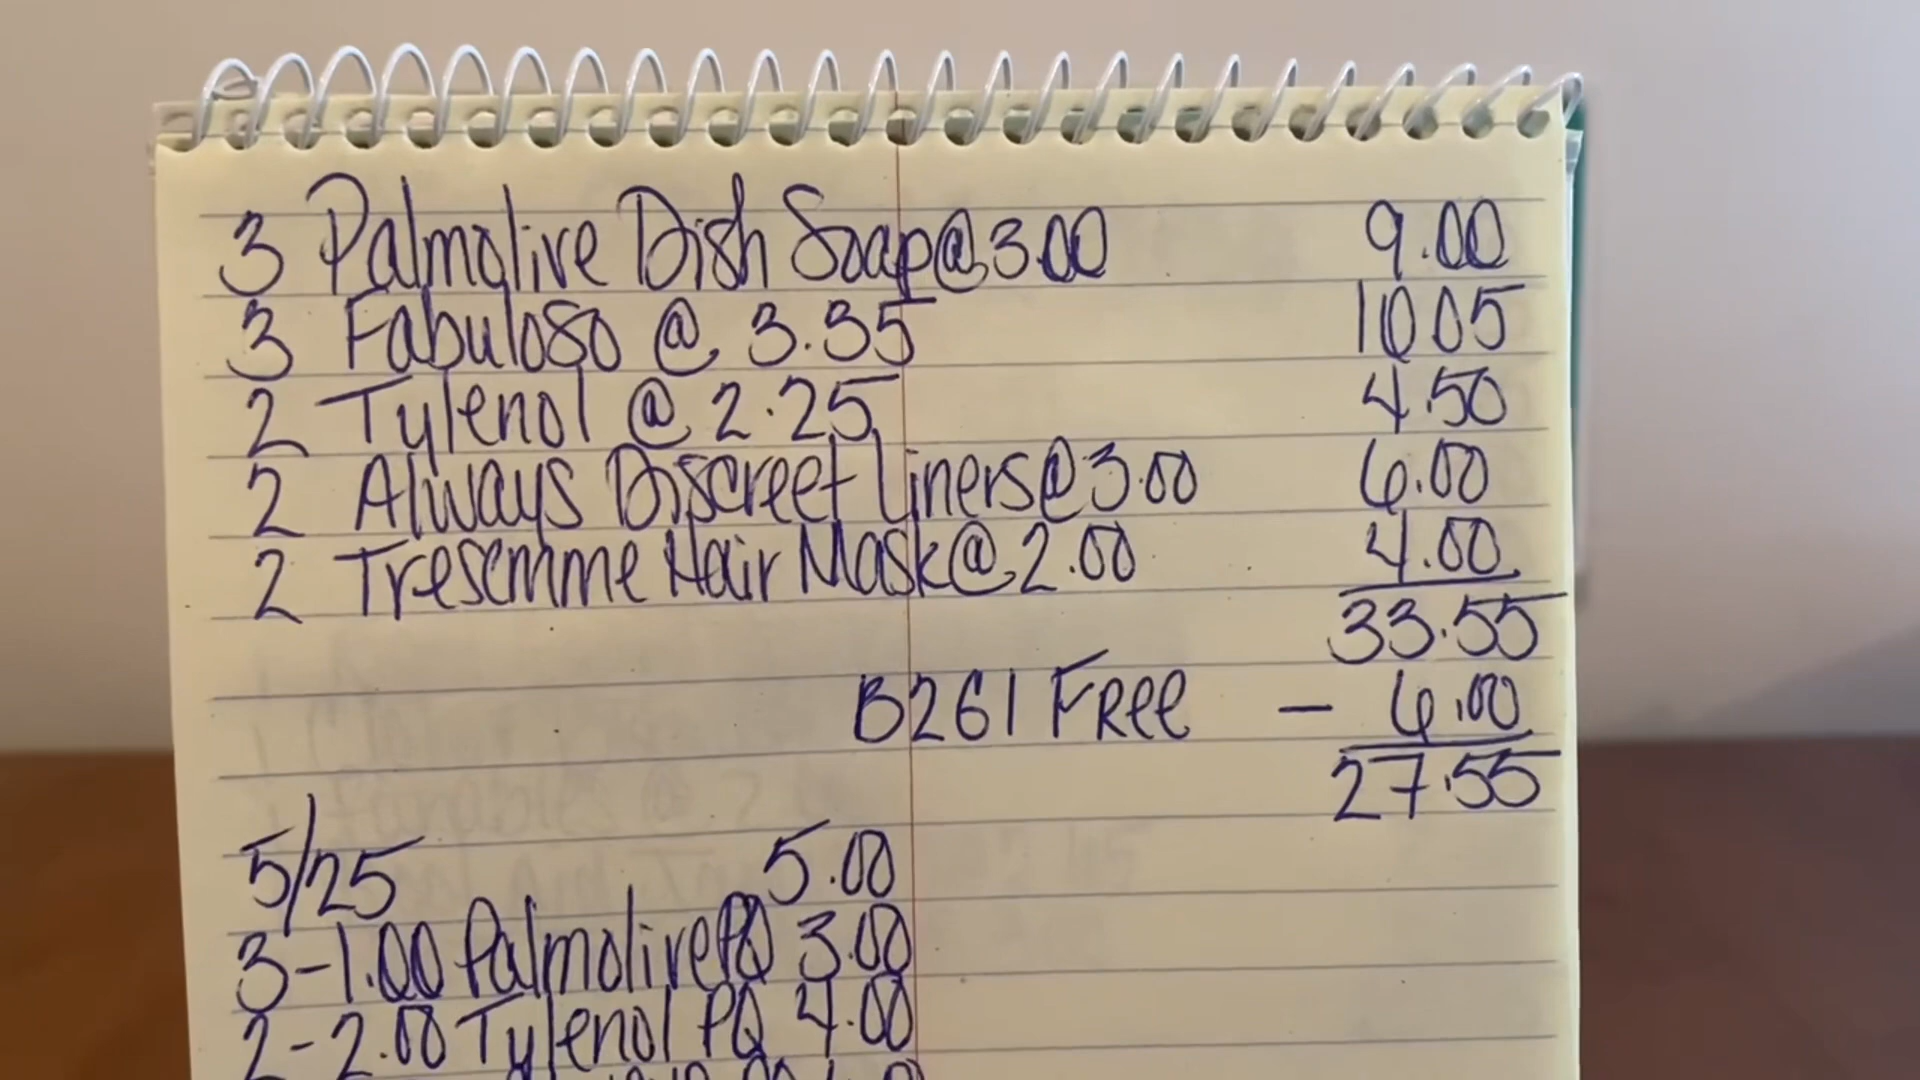 3 Palmolive Dish Soap@3.00 9.00
3 Fabuloso @ 3.35 10.05
2 Tylenol @ 2.25 4.50
2 Always Discreet Liners@3.00 6.00
2 Tresemme Hair Mask@2.00 4.00
33.55
B2G1 Free - 6.00
27.55
5/25 5.00
3-1.00 Palmolive PQ 3.00
2-2.00 Tylenol PQ 4.00